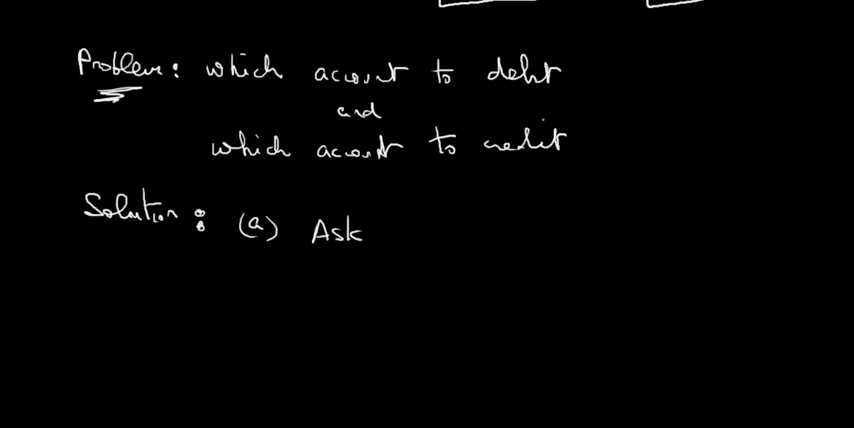 Problem: which account to debit
and
which account to credit
Solution: (a) Ask